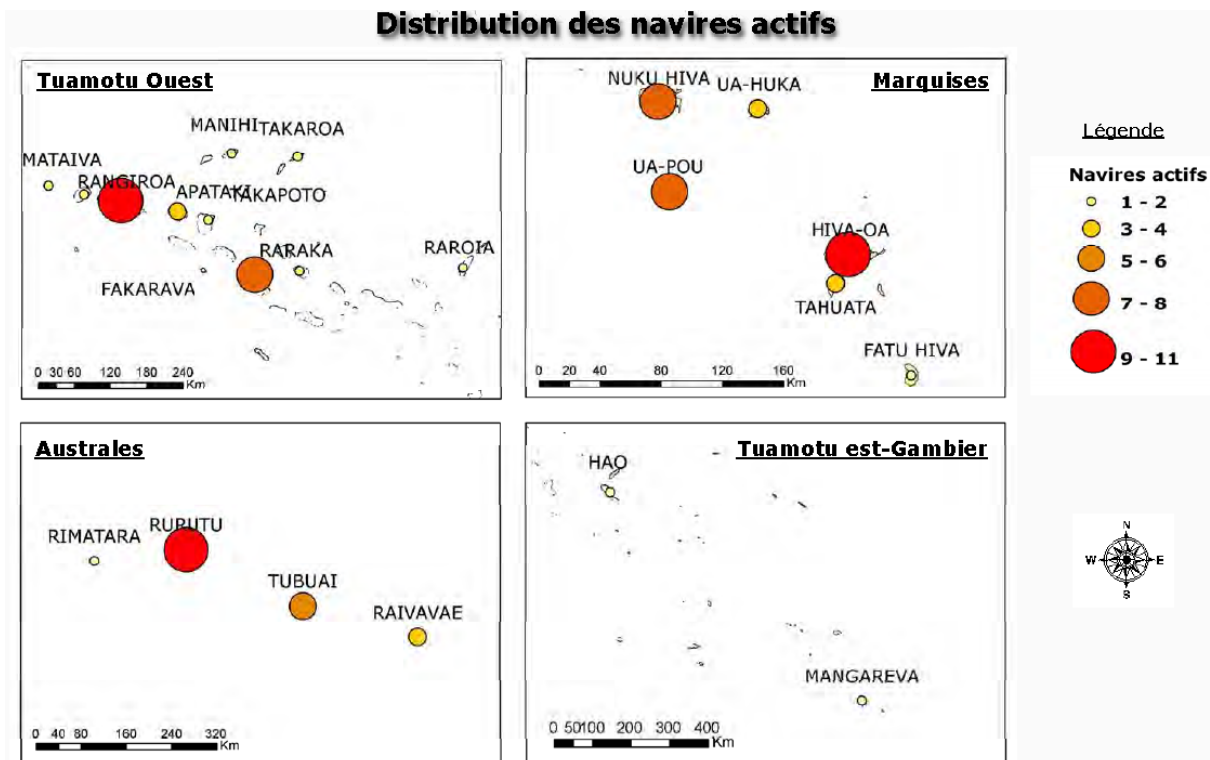 Distribution des navires actifs
Tuamotu Ouest
MANIHI TAKAROA
MATAIVA
RANGIROA APATAKI TAKAPOTO
RARAKA RAROIA
FAKARAVA
0 30 60 120 180 240
Km
Marquises
NUKU HIVA UA-HUKA
UA-POU
HIVA-OA
TAHUATA
FATU HIVA
0 20 40 80 120 160
Km
Légende
Navires actifs
1 - 2
3 - 4
5 - 6
7 - 8
9 - 11
Australes
RIMATARA RURUTU
TUBUAI
RAIVAVAE
0 40 80 160 240 320
Km
Tuamotu est-Gambier
HAO
MANGAREVA
0 50100 200 300 400
Km
N
W E
S